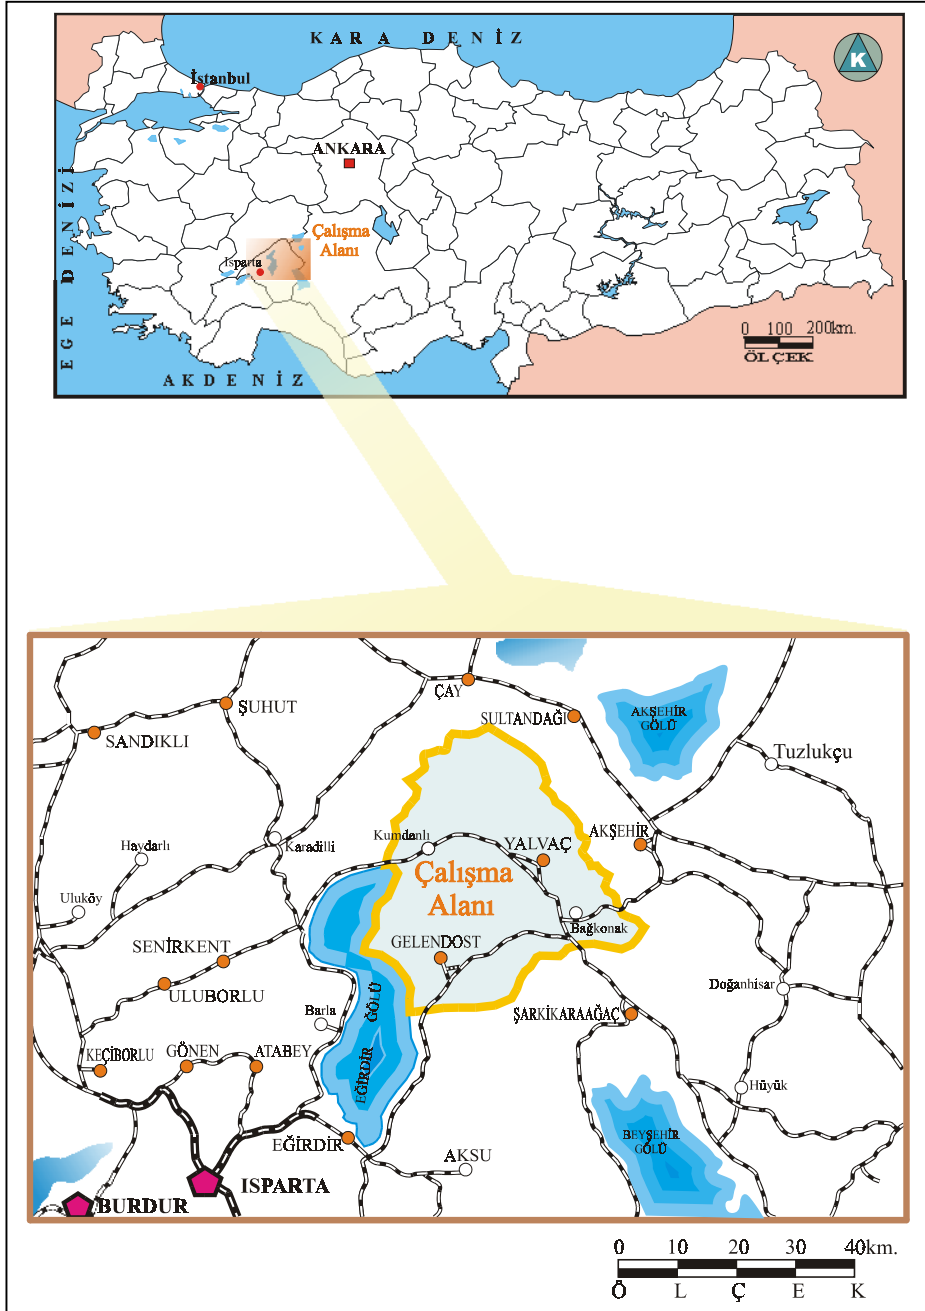 KARA DENİZ
K
İstanbul
ANKARA
EGE DENİZİ
Çalışma
Alanı
Isparta
0 100 200km.
ÖLÇEK
AKDENİZ
ÇAY
ŞUHUT
SULTANDAĞI
AKŞEHİR
GÖLÜ
SANDIKLI
Tuzlukçu
Kumdanlı
AKŞEHİR
Haydarlı
Karadilli
YALVAÇ
Çalışma
Alanı
Uluköy
Bağkonak
SENİRKENT
GELENDOST
ULUBORLU
Doğanhisar
Barla
ŞARKİKARAAĞAÇ
EĞİRDİR GÖLÜ
KEÇİBORLU
GÖNEN
ATABEY
Hüyük
EĞİRDİR
BEYŞEHİR
GÖLÜ
AKSU
ISPARTA
BURDUR
0 10 20 30 40km.
Ö L Ç E K